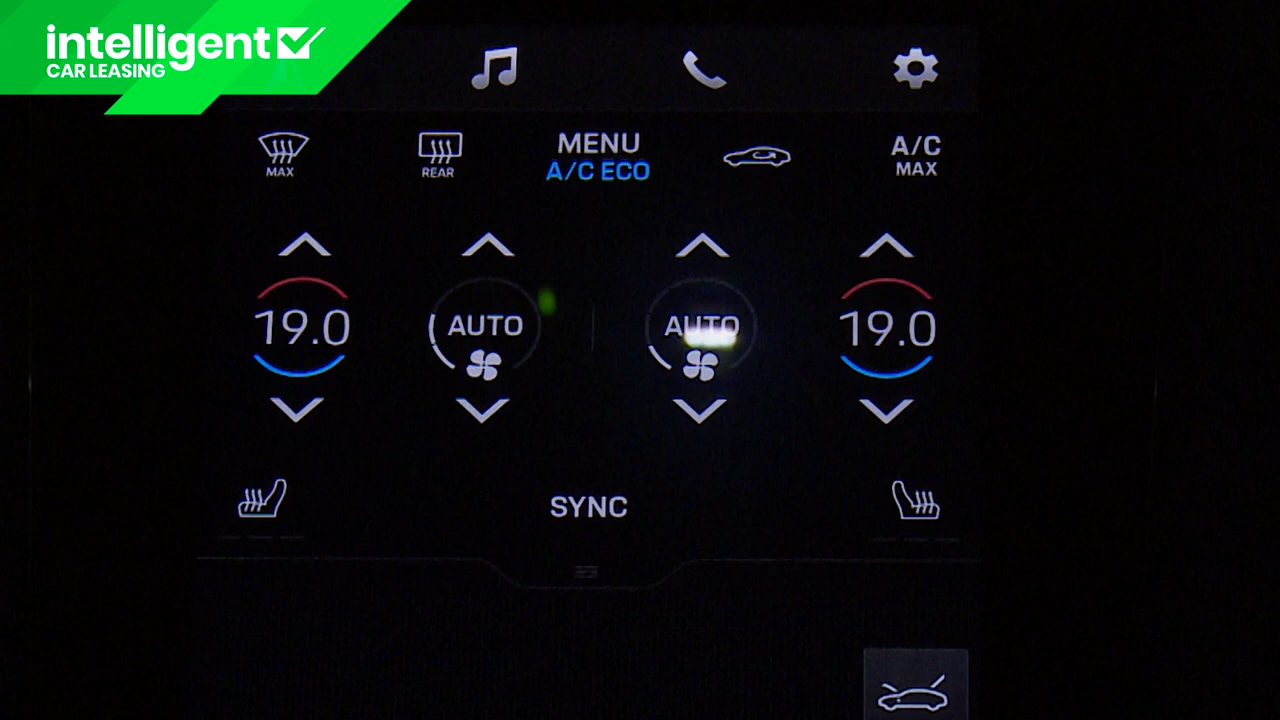 intelligent
CAR LEASING
MENU
A/C ECO
A/C
MAX
MAX
REAR
19.0
AUTO
AUTO
19.0
SYNC